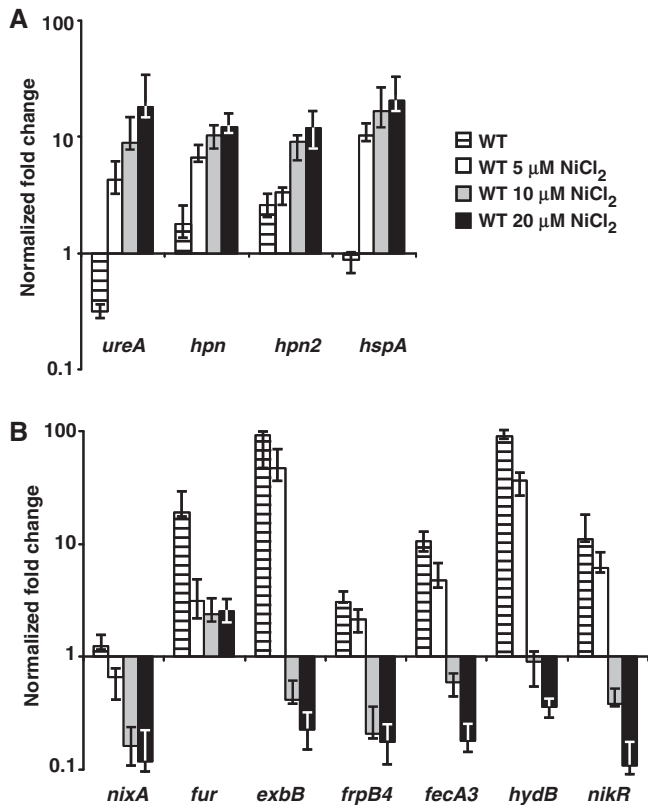 A
Normalized fold change
100
10
1
0.1
ureA hpn hpn2 hspA
WT
WT 5 µM NiCl2
WT 10 µM NiCl2
WT 20 µM NiCl2
B
Normalized fold change
100
10
1
0.1
nixA fur exbB frpB4 fecA3 hydB nikR